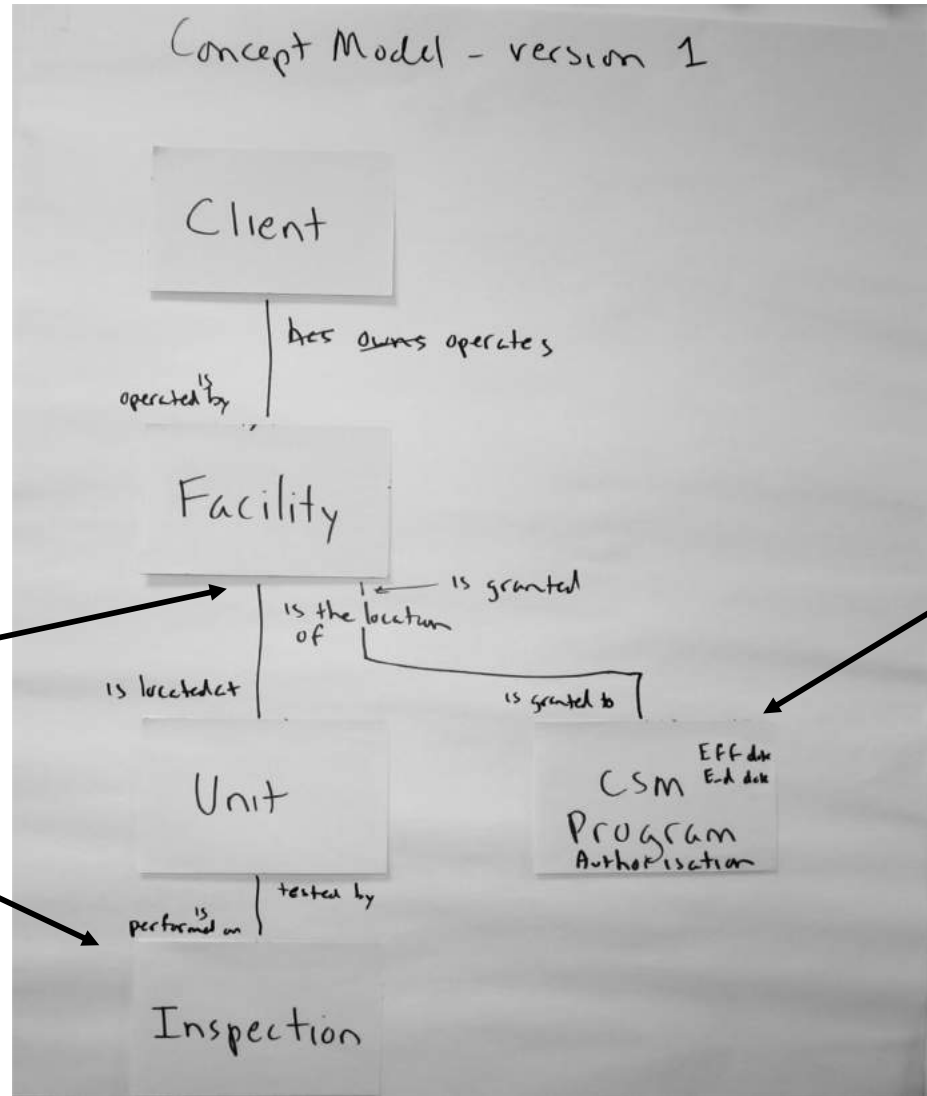 Concept Model - version 1
Client
has owns operates
is
operated by
Facility
is granted
is the location
of
is located at
is granted to
Unit
Eff date
End date
CSM
Program
Authorisation
tested by
is
performed on
Inspection